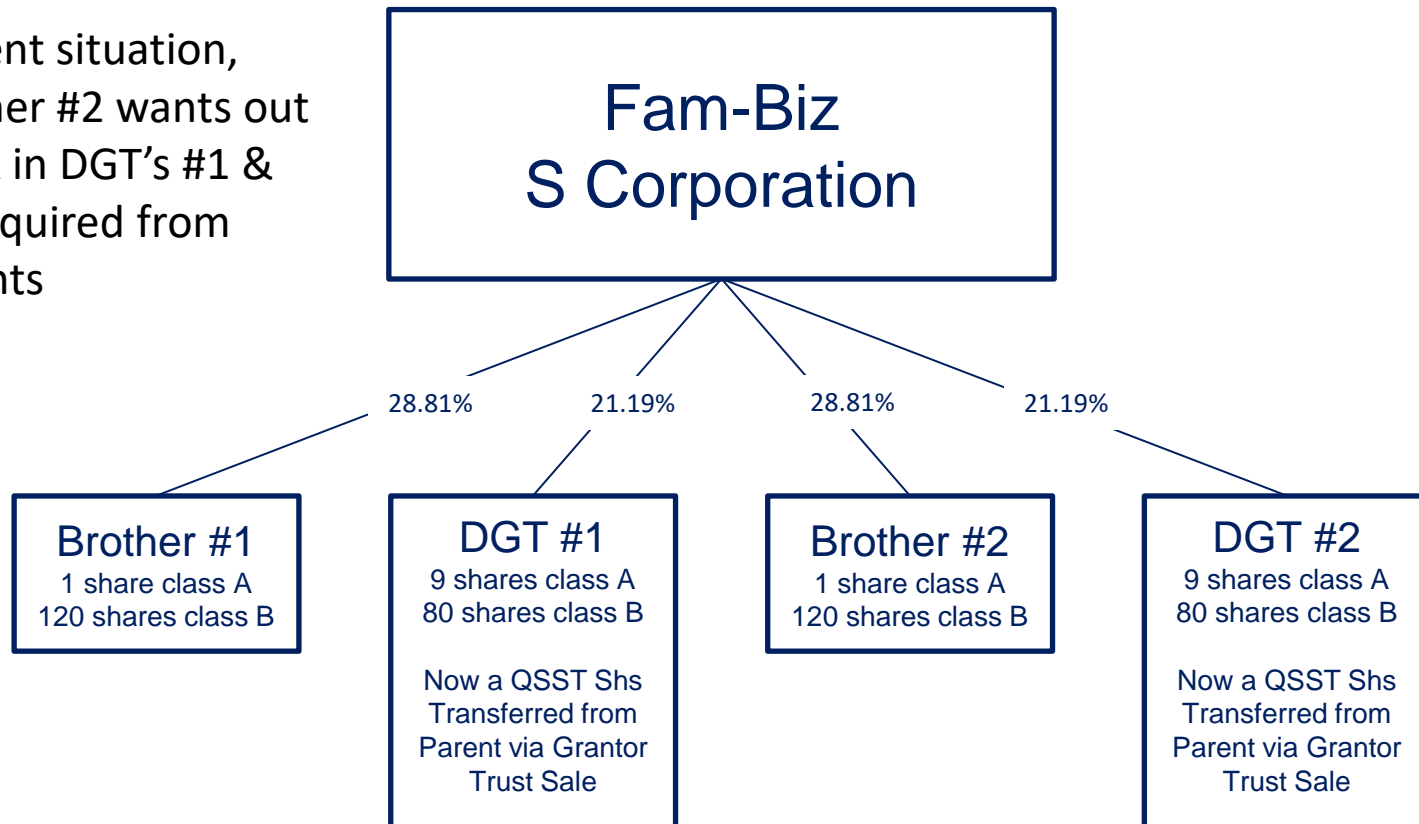 ent situation,
her #2 wants out
in DGT’s #1 &
quired from
nts
Fam-Biz
S Corporation
28.81%
21.19%
28.81%
21.19%
Brother #1
1 share class A
120 shares class B
DGT #1
9 shares class A
80 shares class B
Now a QSST Shs
Transferred from
Parent via Grantor
Trust Sale
Brother #2
1 share class A
120 shares class B
DGT #2
9 shares class A
80 shares class B
Now a QSST Shs
Transferred from
Parent via Grantor
Trust Sale